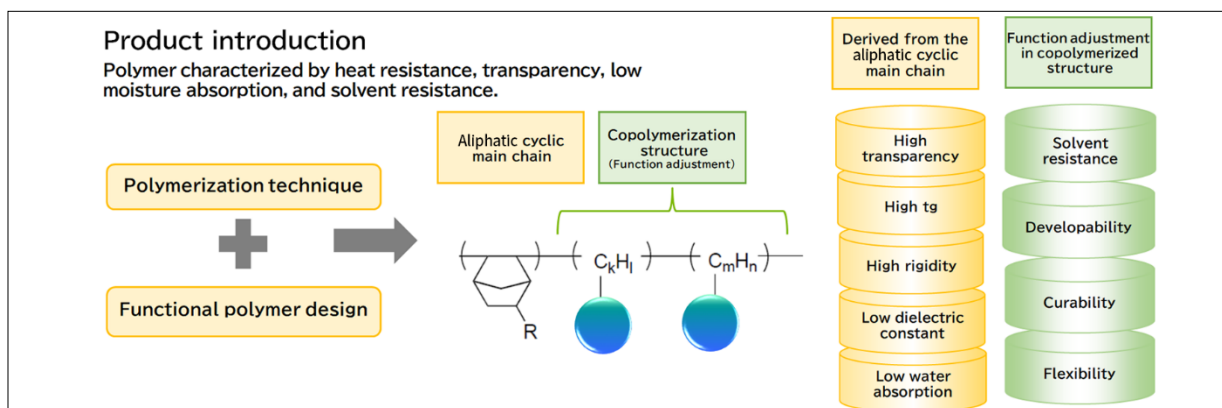 Product introduction
Polymer characterized by heat resistance, transparency, low
moisture absorption, and solvent resistance.
Polymerization technique
Functional polymer design
Aliphatic cyclic
main chain
Copolymerization
structure
(Function adjustment)
R
CkHl
CmHn
Derived from the
aliphatic cyclic
main chain
High
transparency
High tg
High rigidity
Low dielectric
constant
Low water
absorption
Function adjustment
in copolymerized
structure
Solvent
resistance
Developability
Curability
Flexibility